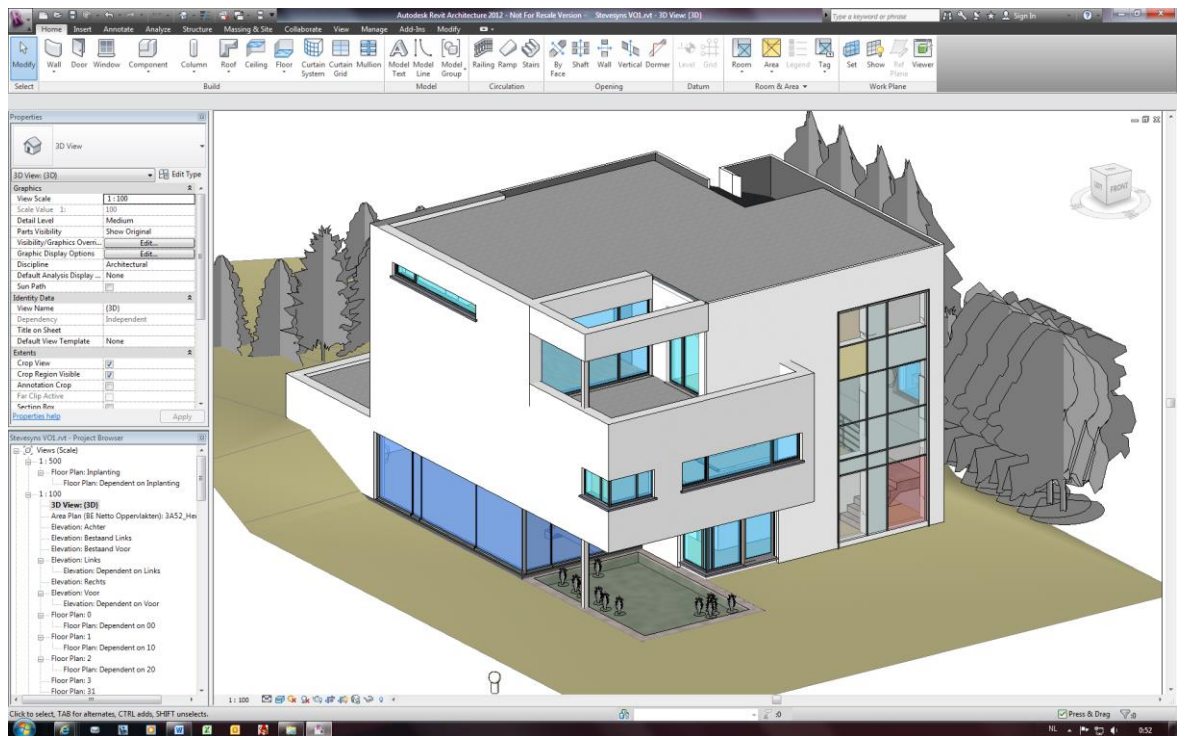 Autodesk Revit Architecture 2012 - Not For Resale Version - Stevesyns VO1.rvt - 3D View: {3D}
Type a keyword or phrase
Sign In
Home Insert Annotate Analyze Structure Massing & Site Collaborate View Manage Add-Ins Modify
Modify Wall Door Window Component Column Roof Ceiling Floor Curtain System Curtain Grid Mullion Model Text Model Line Model Group Railing Ramp Stairs By Face Shaft Wall Vertical Dormer Level Grid Room Area Legend Tag Set Show Ref Plane Viewer
Select Build Model Circulation Opening Datum Room & Area Work Plane
Properties
3D View
3D View: {3D} Edit Type
Graphics
View Scale 1 : 100
Scale Value 1: 100
Detail Level Medium
Parts Visibility Show Original
Visibility/Graphics Overri... Edit...
Graphic Display Options Edit...
Discipline Architectural
Default Analysis Display ... None
Sun Path
Identity Data
View Name {3D}
Dependency Independent
Title on Sheet
Default View Template None
Extents
Crop View
Crop Region Visible
Annotation Crop
Far Clip Active
Section Box
Properties help Apply
Stevesyns VO1.rvt - Project Browser
Views (Scale)
1 : 500
Floor Plan: Inplanting
Floor Plan: Dependent on Inplanting
1 : 100
3D View: {3D}
Area Plan (BE Netto Oppervlakten): 3A52_He
Elevation: Achter
Elevation: Bestaand Links
Elevation: Bestaand Voor
Elevation: Links
Elevation: Dependent on Links
Elevation: Rechts
Elevation: Voor
Elevation: Dependent on Voor
Floor Plan: 0
Floor Plan: Dependent on 00
Floor Plan: 1
Floor Plan: Dependent on 10
Floor Plan: 2
Floor Plan: Dependent on 20
Floor Plan: 3
Floor Plan: 31
LEFT FRONT
1 : 100
Click to select, TAB for alternates, CTRL adds, SHIFT unselects.
:0
Press & Drag
:0
NL
0:52